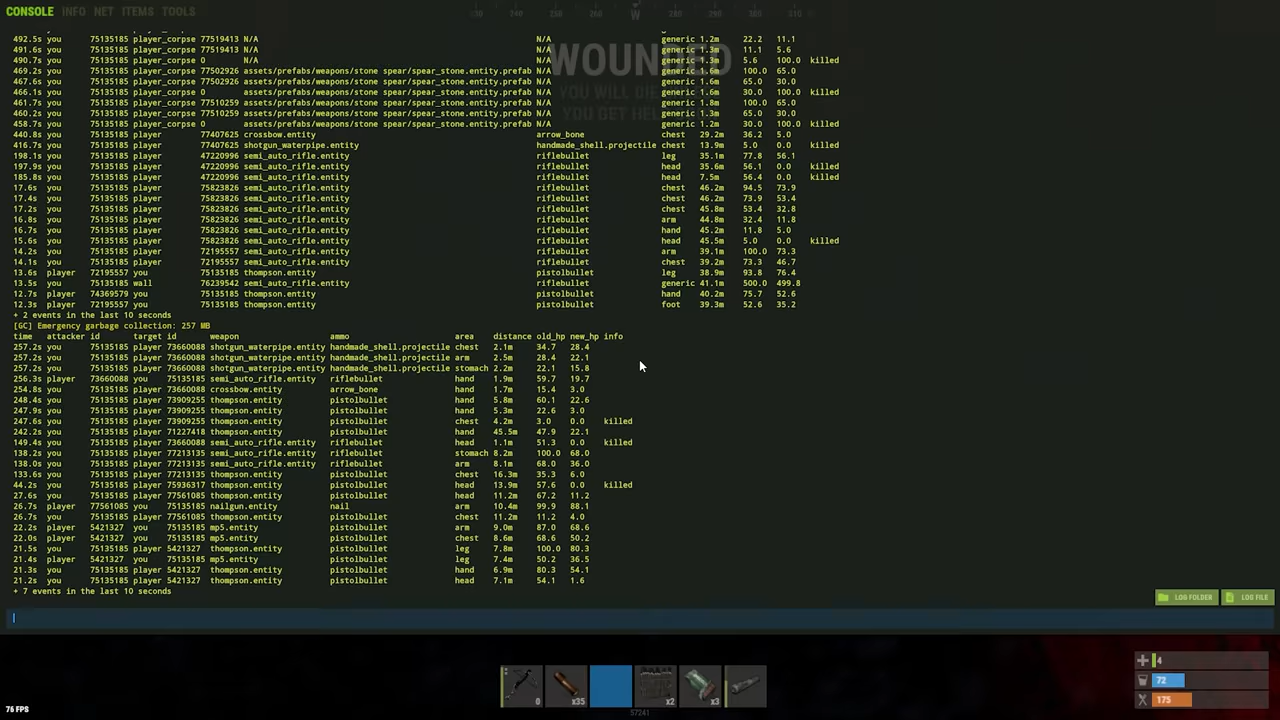 CONSOLE INFO NET ITEMS TOOLS
240 260 W 280 290 300 310
WOUNDED
YOU WILL DIE
YOU GET HEL
492.5s you 75135185 player_corpse 77519413 N/A N/A generic 1.2m 22.2 11.1
491.6s you 75135185 player_corpse 77519413 N/A N/A generic 1.3m 11.1 5.6
490.7s you 75135185 player_corpse 0 N/A N/A generic 1.3m 5.6 100.0 killed
469.2s you 75135185 player_corpse 77502926 assets/prefabs/weapons/stone spear/spear_stone.entity.prefab N/A generic 1.6m 100.0 65.0
467.6s you 75135185 player_corpse 77502926 assets/prefabs/weapons/stone spear/spear_stone.entity.prefab N/A generic 1.6m 65.0 30.0
466.1s you 75135185 player_corpse 0 assets/prefabs/weapons/stone spear/spear_stone.entity.prefab N/A generic 1.6m 30.0 100.0 killed
461.7s you 75135185 player_corpse 77510259 assets/prefabs/weapons/stone spear/spear_stone.entity.prefab N/A generic 1.8m 100.0 65.0
460.2s you 75135185 player_corpse 77510259 assets/prefabs/weapons/stone spear/spear_stone.entity.prefab N/A generic 1.3m 65.0 30.0
458.7s you 75135185 player_corpse 0 assets/prefabs/weapons/stone spear/spear_stone.entity.prefab N/A generic 1.2m 30.0 100.0 killed
440.8s you 75135185 player 77407625 crossbow.entity arrow_bone chest 29.2m 36.2 5.0
416.7s you 75135185 player 77407625 shotgun_waterpipe.entity handmade_shell.projectile chest 13.9m 5.0 0.0 killed
198.1s you 75135185 player 47220996 semi_auto_rifle.entity riflebullet leg 35.1m 77.8 56.1
197.9s you 75135185 player 47220996 semi_auto_rifle.entity riflebullet head 35.6m 56.1 0.0 killed
185.8s you 75135185 player 47220996 semi_auto_rifle.entity riflebullet head 7.5m 56.4 0.0 killed
17.6s you 75135185 player 75823826 semi_auto_rifle.entity riflebullet chest 46.2m 94.5 73.9
17.4s you 75135185 player 75823826 semi_auto_rifle.entity riflebullet chest 46.2m 73.9 53.4
17.2s you 75135185 player 75823826 semi_auto_rifle.entity riflebullet chest 45.8m 53.4 32.8
16.8s you 75135185 player 75823826 semi_auto_rifle.entity riflebullet arm 44.8m 32.4 11.8
16.7s you 75135185 player 75823826 semi_auto_rifle.entity riflebullet hand 45.2m 11.8 5.0
15.6s you 75135185 player 75823826 semi_auto_rifle.entity riflebullet head 45.5m 5.0 0.0 killed
14.2s you 75135185 player 72195557 semi_auto_rifle.entity riflebullet arm 39.1m 100.0 73.3
14.1s you 75135185 player 72195557 semi_auto_rifle.entity riflebullet chest 39.2m 73.3 46.7
13.6s player 72195557 you 75135185 thompson.entity pistolbullet leg 38.9m 93.8 76.4
13.5s you 75135185 wall 76239542 semi_auto_rifle.entity riflebullet generic 41.1m 500.0 499.8
12.7s player 74369579 you 75135185 thompson.entity pistolbullet hand 40.2m 75.7 52.6
12.3s player 72195557 you 75135185 thompson.entity pistolbullet foot 39.3m 52.6 35.2
+ 2 events in the last 10 seconds
[GC] Emergency garbage collection: 257 MB
time attacker id target id weapon ammo area distance old_hp new_hp info
257.2s you 75135185 player 73660088 shotgun_waterpipe.entity handmade_shell.projectile chest 2.1m 34.7 28.4
257.2s you 75135185 player 73660088 shotgun_waterpipe.entity handmade_shell.projectile arm 2.5m 28.4 22.1
257.2s you 75135185 player 73660088 shotgun_waterpipe.entity handmade_shell.projectile stomach 2.2m 22.1 15.8
256.3s player 73660088 you 75135185 semi_auto_rifle.entity riflebullet hand 1.9m 59.7 19.7
254.8s you 75135185 player 73660088 crossbow.entity arrow_bone hand 1.7m 15.4 3.0
248.4s you 75135185 player 73909255 thompson.entity pistolbullet hand 5.8m 60.1 22.6
247.9s you 75135185 player 73909255 thompson.entity pistolbullet hand 5.3m 22.6 3.0
247.6s you 75135185 player 73909255 thompson.entity pistolbullet chest 4.2m 3.0 0.0 killed
242.2s you 75135185 player 71227418 thompson.entity pistolbullet hand 45.5m 47.9 22.1
149.4s you 75135185 player 73660088 semi_auto_rifle.entity riflebullet head 1.1m 51.3 0.0 killed
138.2s you 75135185 player 77213135 semi_auto_rifle.entity riflebullet stomach 8.2m 100.0 68.0
138.0s you 75135185 player 77213135 semi_auto_rifle.entity riflebullet arm 8.1m 68.0 36.0
133.6s you 75135185 player 77213135 thompson.entity pistolbullet chest 16.3m 35.3 6.0
44.2s you 75135185 player 75936317 thompson.entity pistolbullet head 13.9m 57.6 0.0 killed
27.6s you 75135185 player 77561085 thompson.entity pistolbullet head 11.2m 67.2 11.2
26.7s player 77561085 you 75135185 nailgun.entity nail arm 10.4m 99.9 88.1
26.7s you 75135185 player 77561085 thompson.entity pistolbullet chest 11.2m 11.2 4.0
22.2s player 5421327 you 75135185 mp5.entity pistolbullet arm 9.0m 87.0 68.6
22.0s player 5421327 you 75135185 mp5.entity pistolbullet chest 8.6m 68.6 50.2
21.5s you 75135185 player 5421327 thompson.entity pistolbullet leg 7.8m 100.0 80.3
21.4s player 5421327 you 75135185 mp5.entity pistolbullet leg 7.4m 50.2 36.5
21.3s you 75135185 player 5421327 thompson.entity pistolbullet hand 6.9m 80.3 54.1
21.2s you 75135185 player 5421327 thompson.entity pistolbullet head 7.1m 54.1 1.6
+ 7 events in the last 10 seconds
LOG FOLDER LOG FILE
4
0 x35 x2 x3
72
175
76 FPS
57241